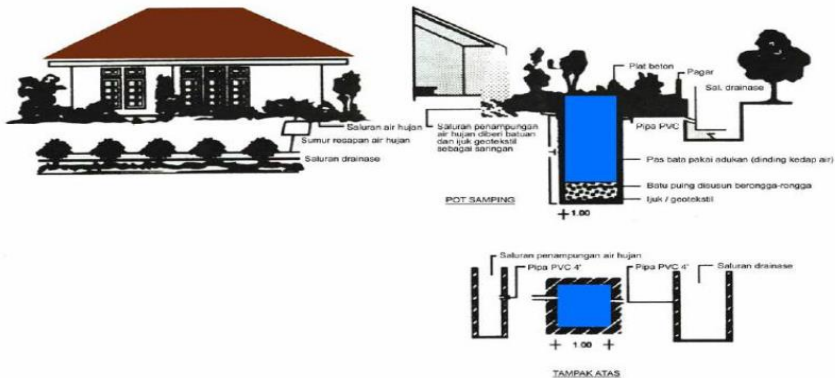 Saluran air hujan
Sumur resapan air hujan
Saluran drainase
Plat beton
Pagar
Sal. drainase
Saluran penampungan
air hujan diberi batuan
dan ijuk geotekstil
sebagai saringan
Pipa PVC
Pas bata pakai adukan (dinding kedap air)
Batu puing disusun berongga-rongga
Ijuk / geotekstil
POT SAMPING
1.00
Saluran penampungan air hujan
Pipa PVC 4"
Pipa PVC 4"
Saluran drainase
1.00
TAMPAK ATAS